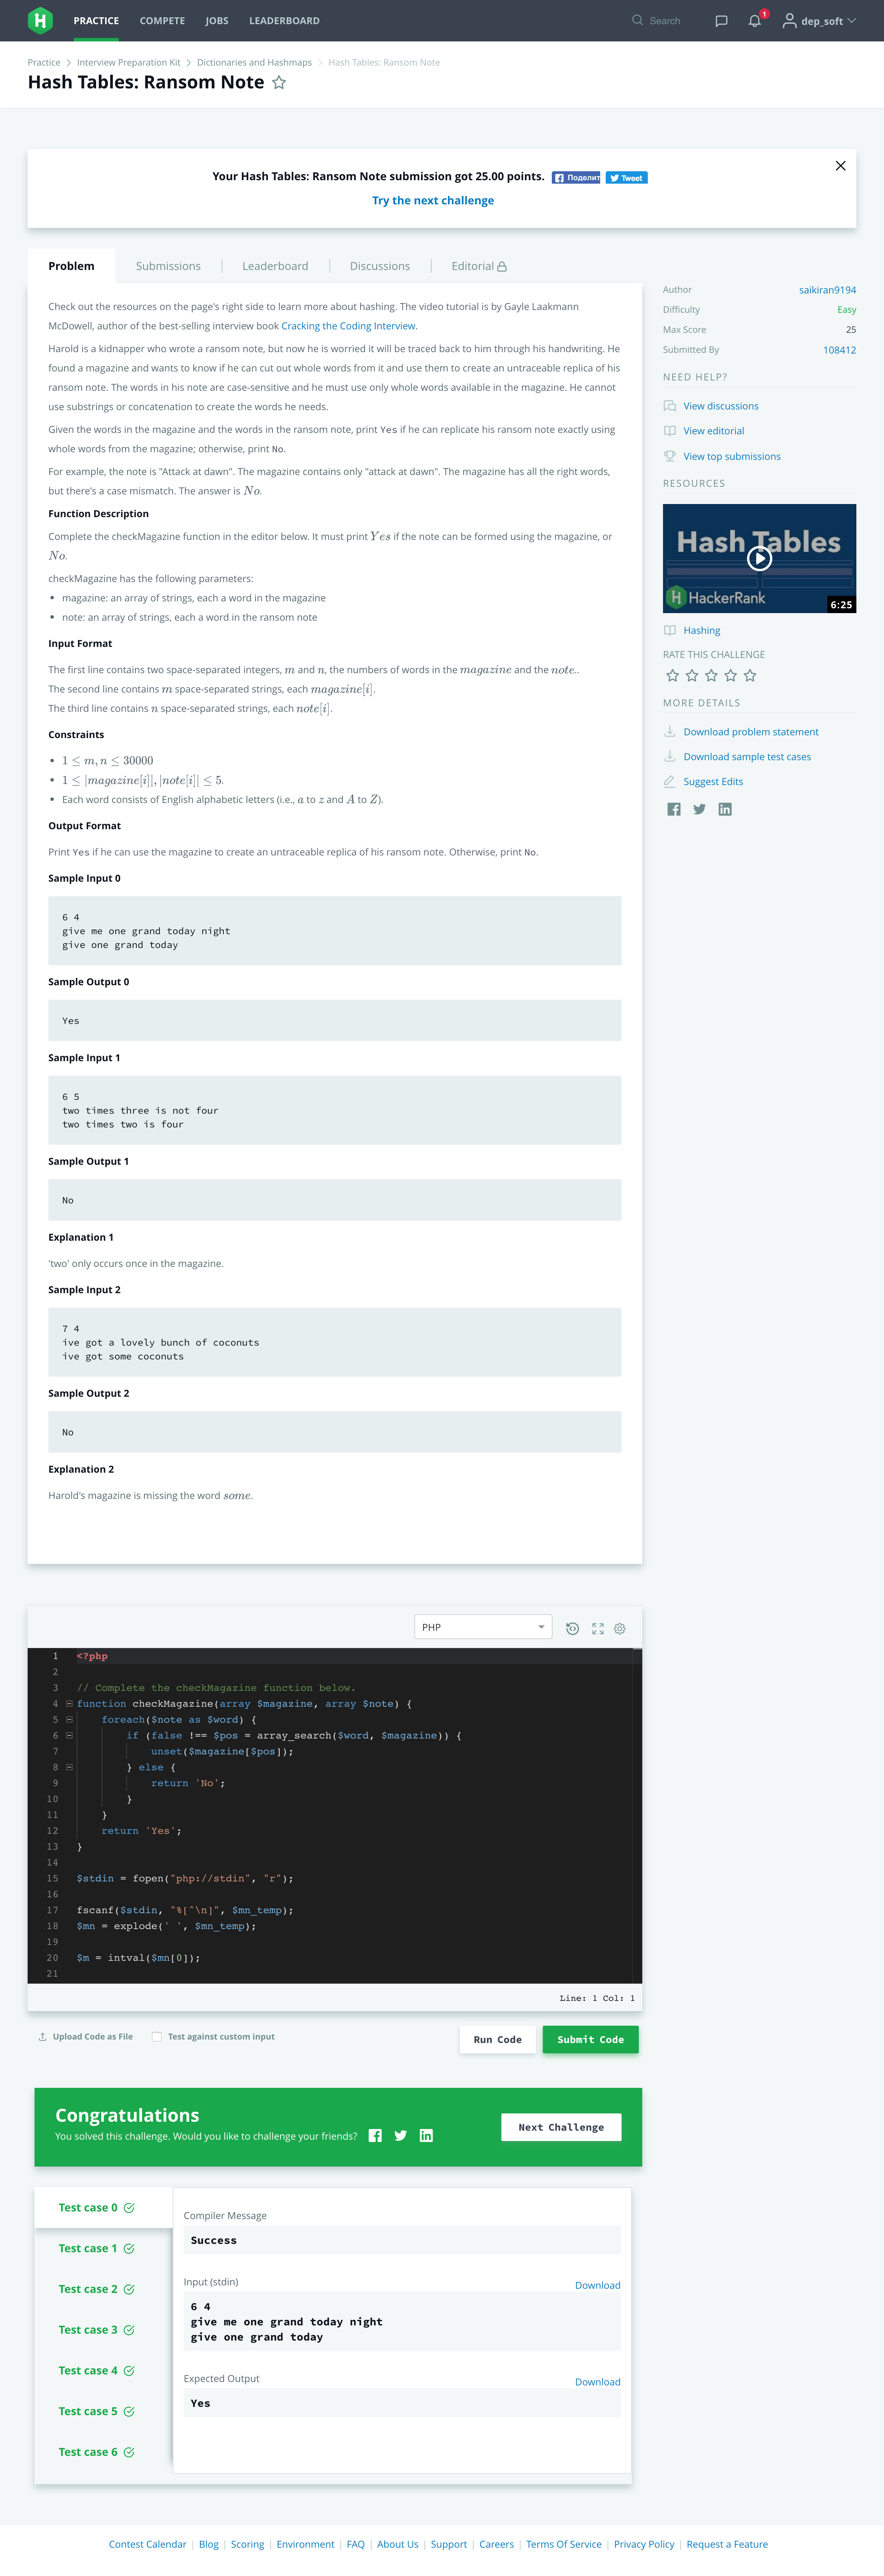 PRACTICE COMPETE JOBS LEADERBOARD Search 1 dep_soft
Practice > Interview Preparation Kit > Dictionaries and Hashmaps > Hash Tables: Ransom Note
Hash Tables: Ransom Note
Your Hash Tables: Ransom Note submission got 25.00 points. Поделит Tweet
Try the next challenge
Problem Submissions Leaderboard Discussions Editorial
Check out the resources on the page's right side to learn more about hashing. The video tutorial is by Gayle Laakmann
McDowell, author of the best-selling interview book Cracking the Coding Interview.
Harold is a kidnapper who wrote a ransom note, but now he is worried it will be traced back to him through his handwriting. He
found a magazine and wants to know if he can cut out whole words from it and use them to create an untraceable replica of his
ransom note. The words in his note are case-sensitive and he must use only whole words available in the magazine. He cannot
use substrings or concatenation to create the words he needs.
Given the words in the magazine and the words in the ransom note, print Yes if he can replicate his ransom note exactly using
whole words from the magazine; otherwise, print No.
For example, the note is "Attack at dawn". The magazine contains only "attack at dawn". The magazine has all the right words,
but there's a case mismatch. The answer is No.
Function Description
Complete the checkMagazine function in the editor below. It must print Yes if the note can be formed using the magazine, or
No.
checkMagazine has the following parameters:
• magazine: an array of strings, each a word in the magazine
• note: an array of strings, each a word in the ransom note
Input Format
The first line contains two space-separated integers, m and n, the numbers of words in the magazine and the note..
The second line contains m space-separated strings, each magazine[i].
The third line contains n space-separated strings, each note[i].
Constraints
• 1 ≤ m, n ≤ 30000
• 1 ≤ |magazine[i]|, |note[i]| ≤ 5.
• Each word consists of English alphabetic letters (i.e., a to z and A to Z).
Output Format
Print Yes if he can use the magazine to create an untraceable replica of his ransom note. Otherwise, print No.
Sample Input 0
6 4
give me one grand today night
give one grand today
Sample Output 0
Yes
Sample Input 1
6 5
two times three is not four
two times two is four
Sample Output 1
No
Explanation 1
'two' only occurs once in the magazine.
Sample Input 2
7 4
ive got a lovely bunch of coconuts
ive got some coconuts
Sample Output 2
No
Explanation 2
Harold's magazine is missing the word some.
Author saikiran9194
Difficulty Easy
Max Score 25
Submitted By 108412
NEED HELP?
View discussions
View editorial
View top submissions
RESOURCES
Hash Tables
HackerRank
6:25
Hashing
RATE THIS CHALLENGE
MORE DETAILS
Download problem statement
Download sample test cases
Suggest Edits
PHP
1 <?php
2
3 // Complete the checkMagazine function below.
4 function checkMagazine(array $magazine, array $note) {
5 foreach($note as $word) {
6 if (false !== $pos = array_search($word, $magazine)) {
7 unset($magazine[$pos]);
8 } else {
9 return 'No';
10 }
11 }
12 return 'Yes';
13 }
14
15 $stdin = fopen("php://stdin", "r");
16
17 fscanf($stdin, "%[^\n]", $mn_temp);
18 $mn = explode(' ', $mn_temp);
19
20 $m = intval($mn[0]);
21
Line: 1 Col: 1
Upload Code as File Test against custom input Run Code Submit Code
Congratulations
You solved this challenge. Would you like to challenge your friends?
Next Challenge
Test case 0
Test case 1
Test case 2
Test case 3
Test case 4
Test case 5
Test case 6
Compiler Message
Success
Input (stdin) Download
6 4
give me one grand today night
give one grand today
Expected Output Download
Yes
Contest Calendar | Blog | Scoring | Environment | FAQ | About Us | Support | Careers | Terms Of Service | Privacy Policy | Request a Feature